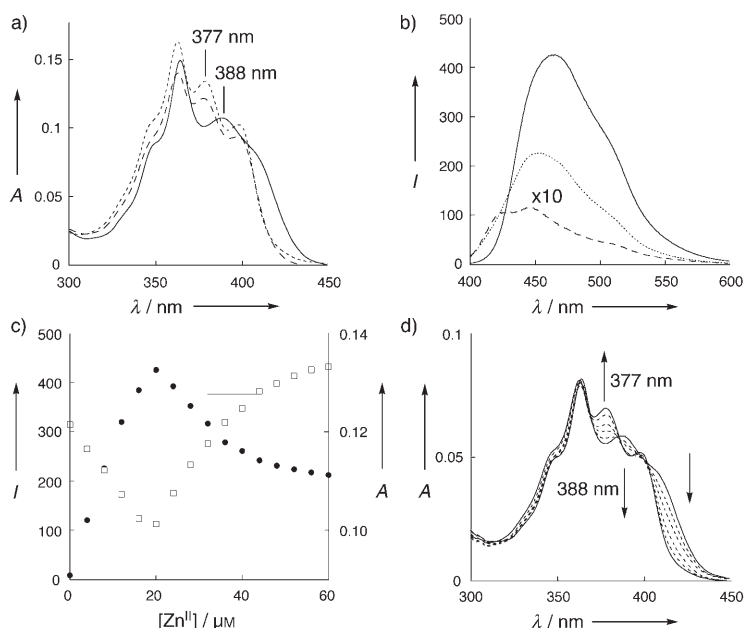 a)
377 nm
388 nm
0.15
0.1
0.05
0
A
300
350
400
450
λ / nm
b)
500
400
300
200
100
0
I
x10
400
450
500
550
600
λ / nm
c)
500
400
300
200
100
0
I
0.14
0.12
0.10
A
0
20
40
60
[Zn^II] / μM
d)
0.1
0.05
0
A
377 nm
388 nm
300
350
400
450
λ / nm